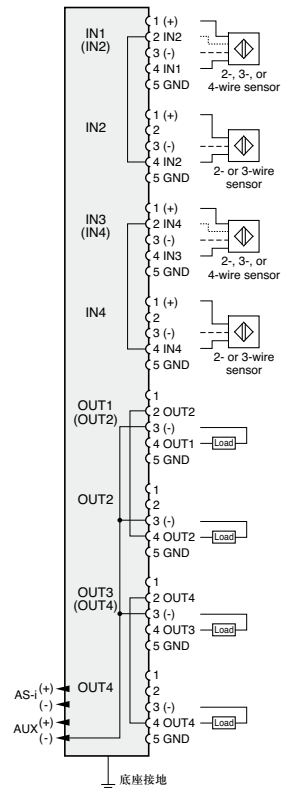 IN1
(IN2)
1 (+)
2 IN2
3 (-)
4 IN1
5 GND
2-, 3-, or
4-wire sensor
IN2
1 (+)
2
3 (-)
4 IN2
5 GND
2- or 3-wire
sensor
IN3
(IN4)
1 (+)
2 IN4
3 (-)
4 IN3
5 GND
2-, 3-, or
4-wire sensor
IN4
1 (+)
2
3 (-)
4 IN4
5 GND
2- or 3-wire
sensor
OUT1
(OUT2)
1
2 OUT2
3 (-)
4 OUT1
5 GND
Load
OUT2
1
2
3 (-)
4 OUT2
5 GND
Load
OUT3
(OUT4)
1
2 OUT4
3 (-)
4 OUT3
5 GND
Load
OUT4
1
2
3 (-)
4 OUT4
5 GND
Load
AS-i (+)
(-)
AUX (+)
(-)
底座接地